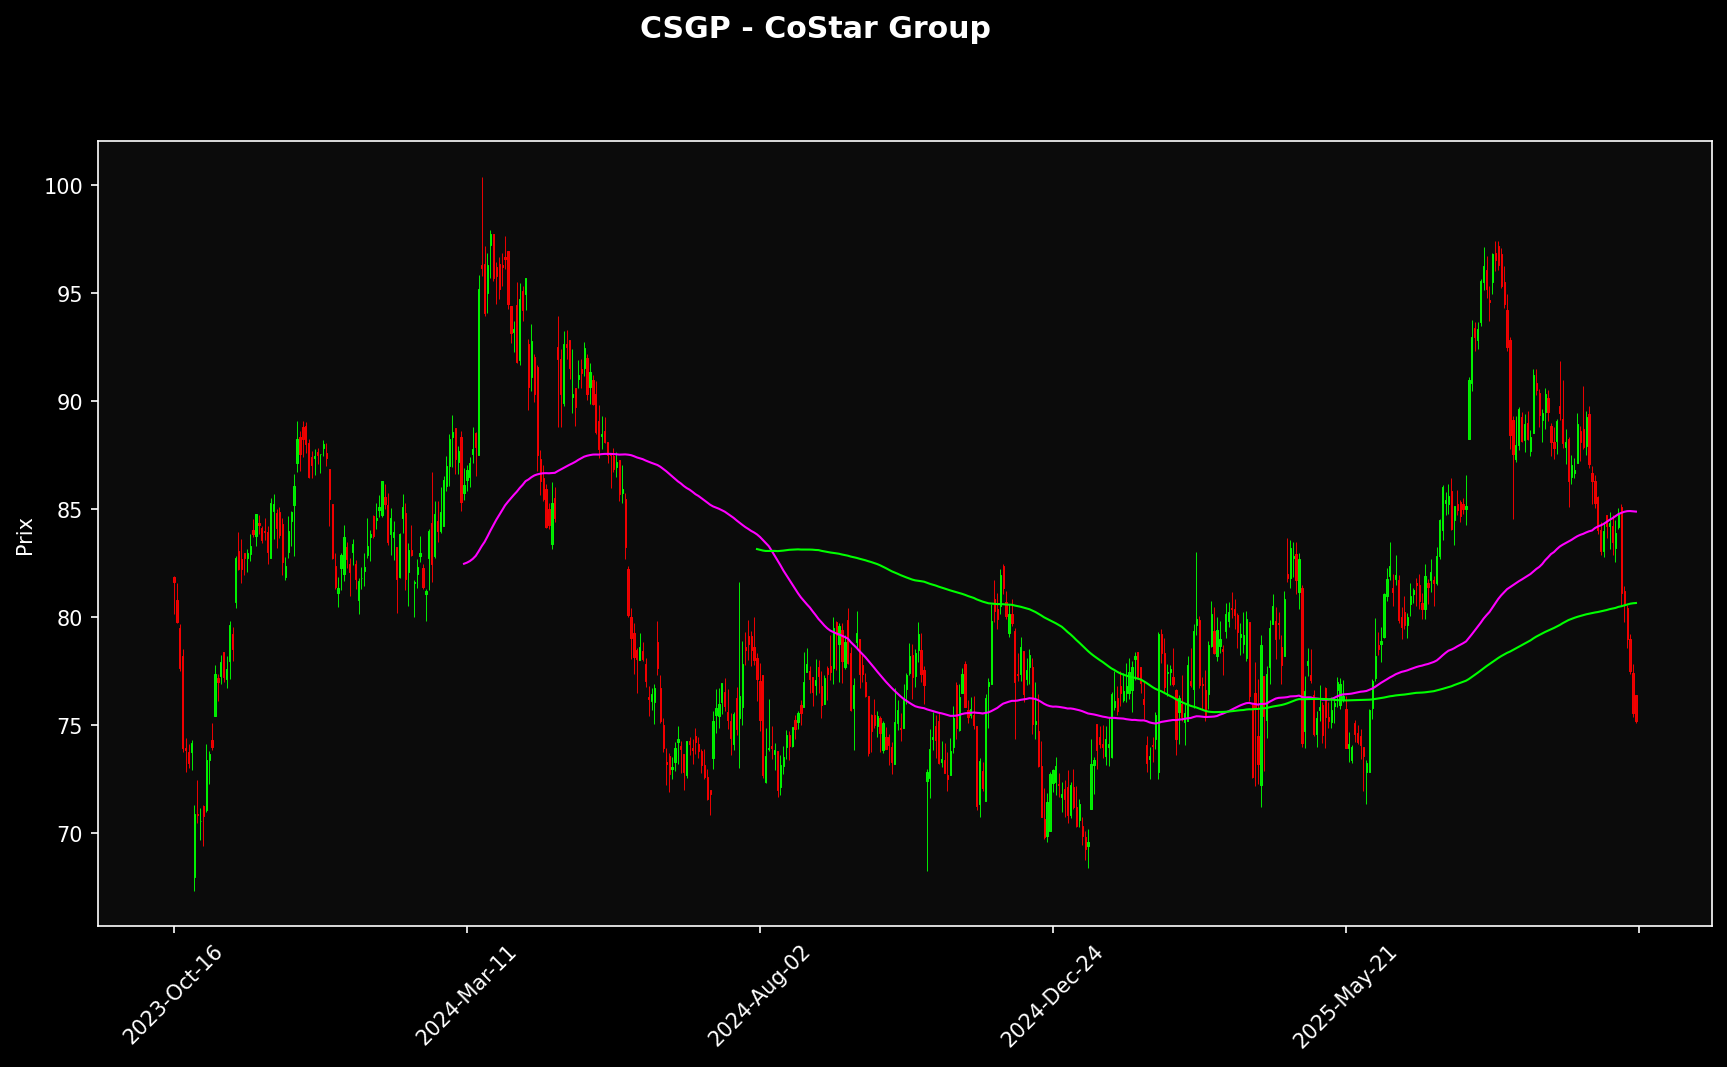 CSGP - CoStar Group
Prix
100
95
90
85
80
75
70
2023-Oct-16
2024-Mar-11
2024-Aug-02
2024-Dec-24
2025-May-21